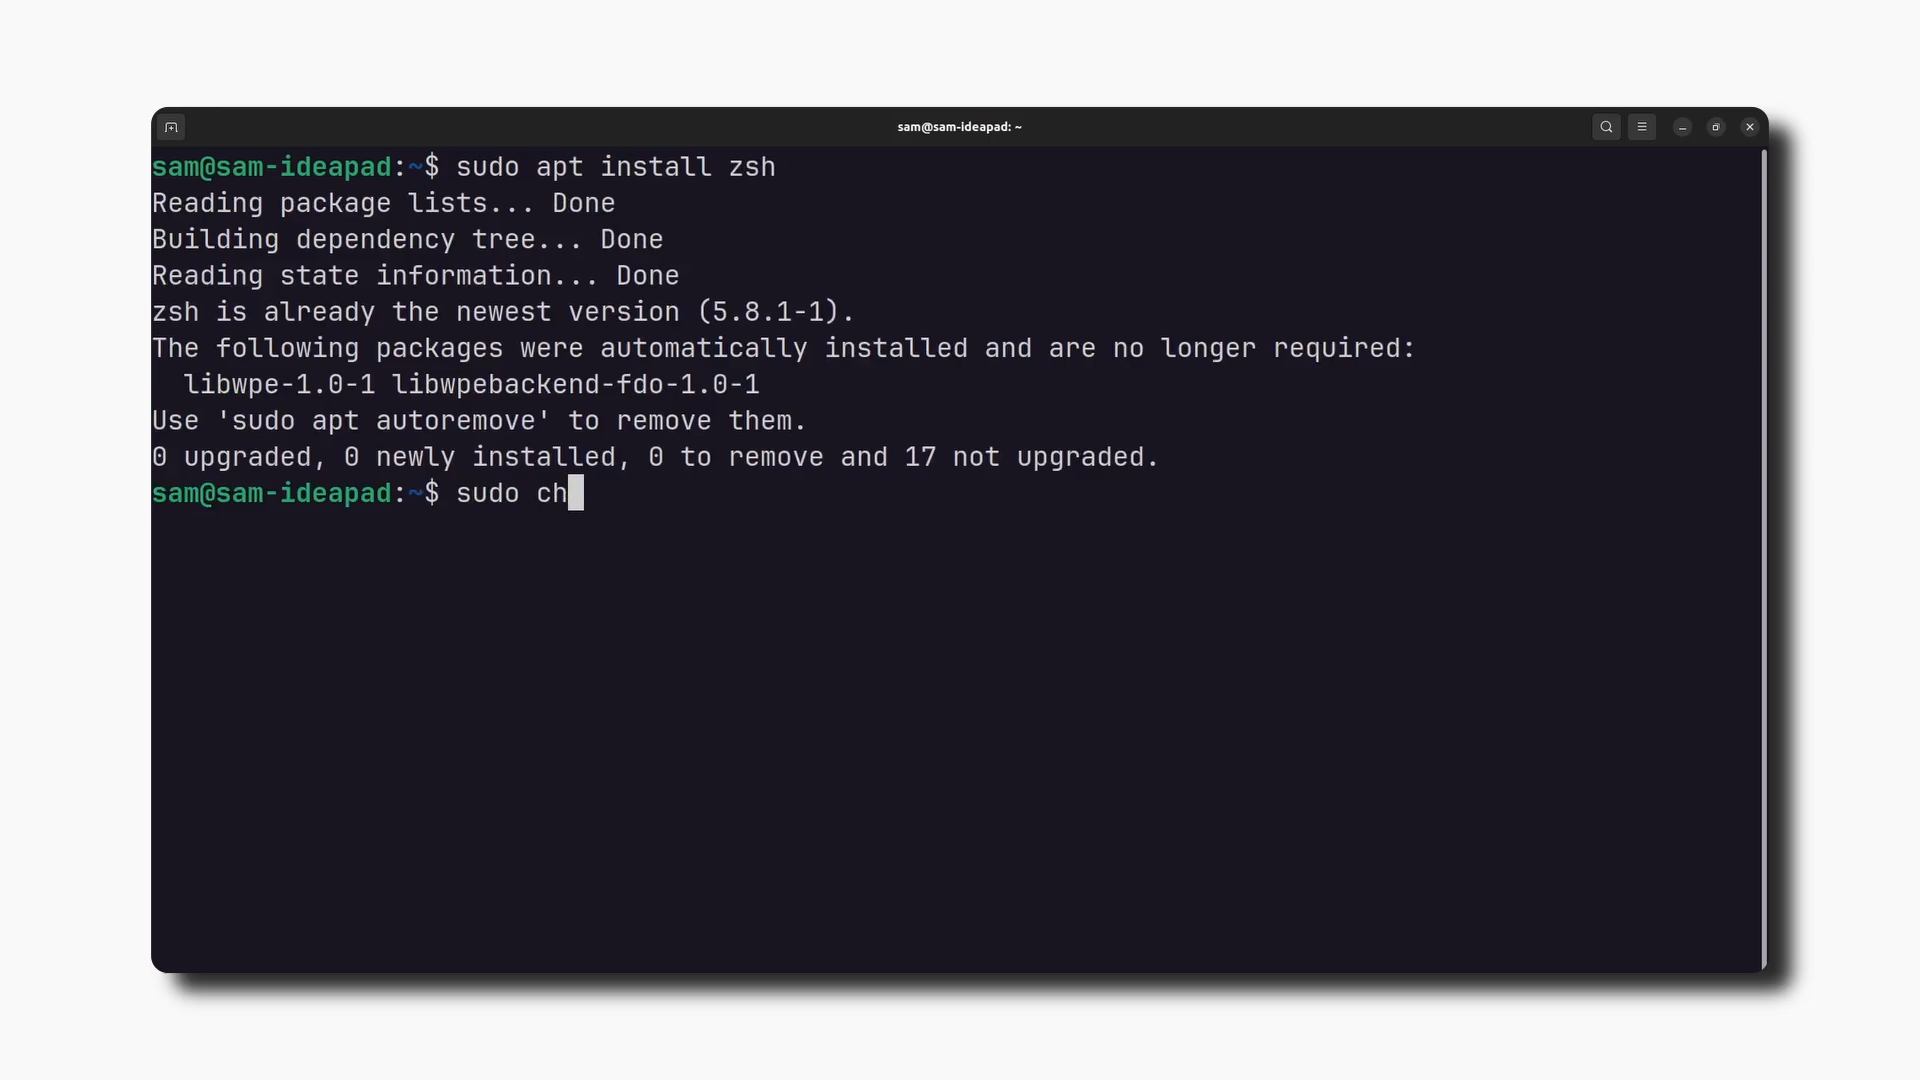 sam@sam-ideapad: ~
sam@sam-ideapad:~$ sudo apt install zsh
Reading package lists... Done
Building dependency tree... Done
Reading state information... Done
zsh is already the newest version (5.8.1-1).
The following packages were automatically installed and are no longer required:
  libwpe-1.0-1 libwpebackend-fdo-1.0-1
Use 'sudo apt autoremove' to remove them.
0 upgraded, 0 newly installed, 0 to remove and 17 not upgraded.
sam@sam-ideapad:~$ sudo ch